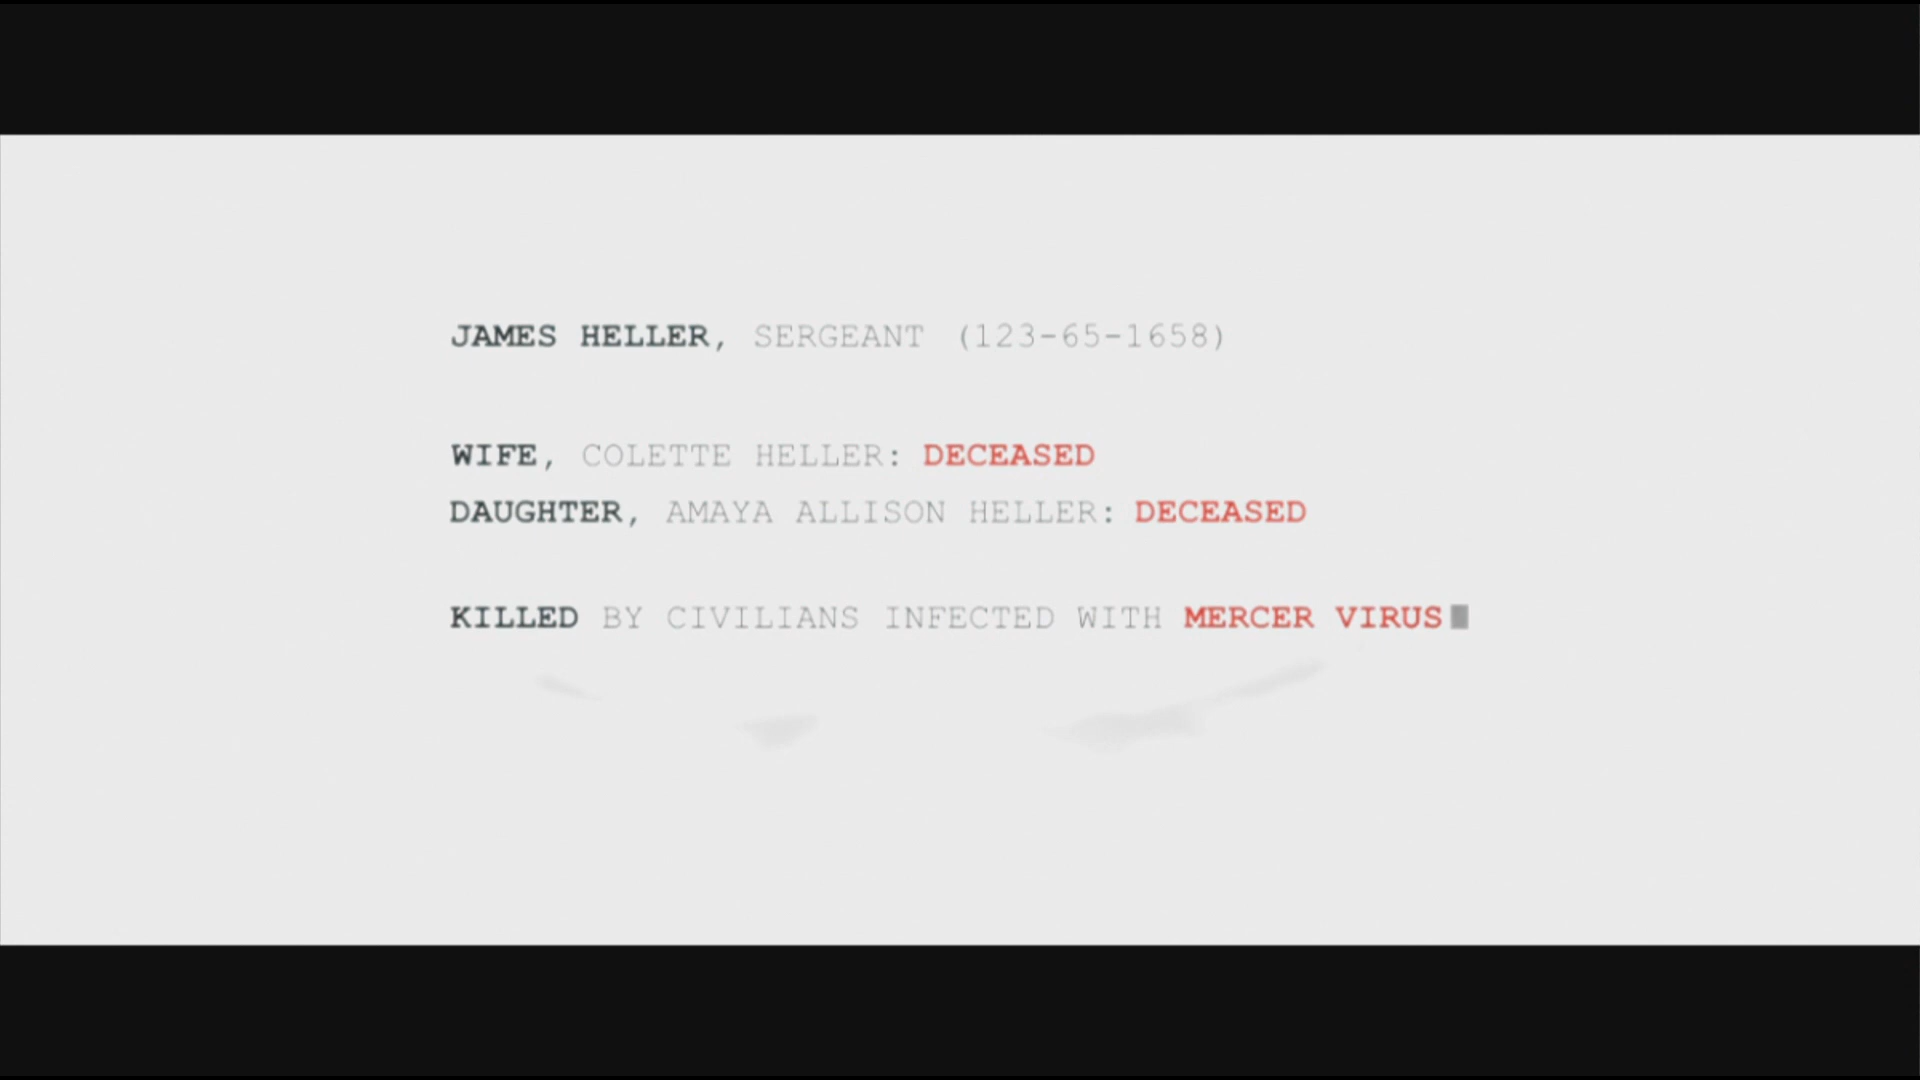 JAMES HELLER, SERGEANT (123-65-1658)
WIFE, COLETTE HELLER: DECEASED
DAUGHTER, AMAYA ALLISON HELLER: DECEASED
KILLED BY CIVILIANS INFECTED WITH MERCER VIRUS